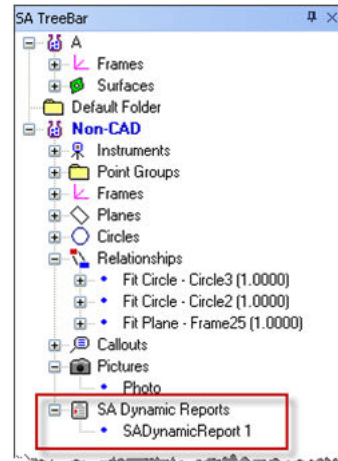 SA TreeBar
A
Frames
Surfaces
Default Folder
Non-CAD
Instruments
Point Groups
Frames
Planes
Circles
Relationships
Fit Circle - Circle3 (1.0000)
Fit Circle - Circle2 (1.0000)
Fit Plane - Frame25 (1.0000)
Callouts
Pictures
Photo
SA Dynamic Reports
SADynamicReport 1